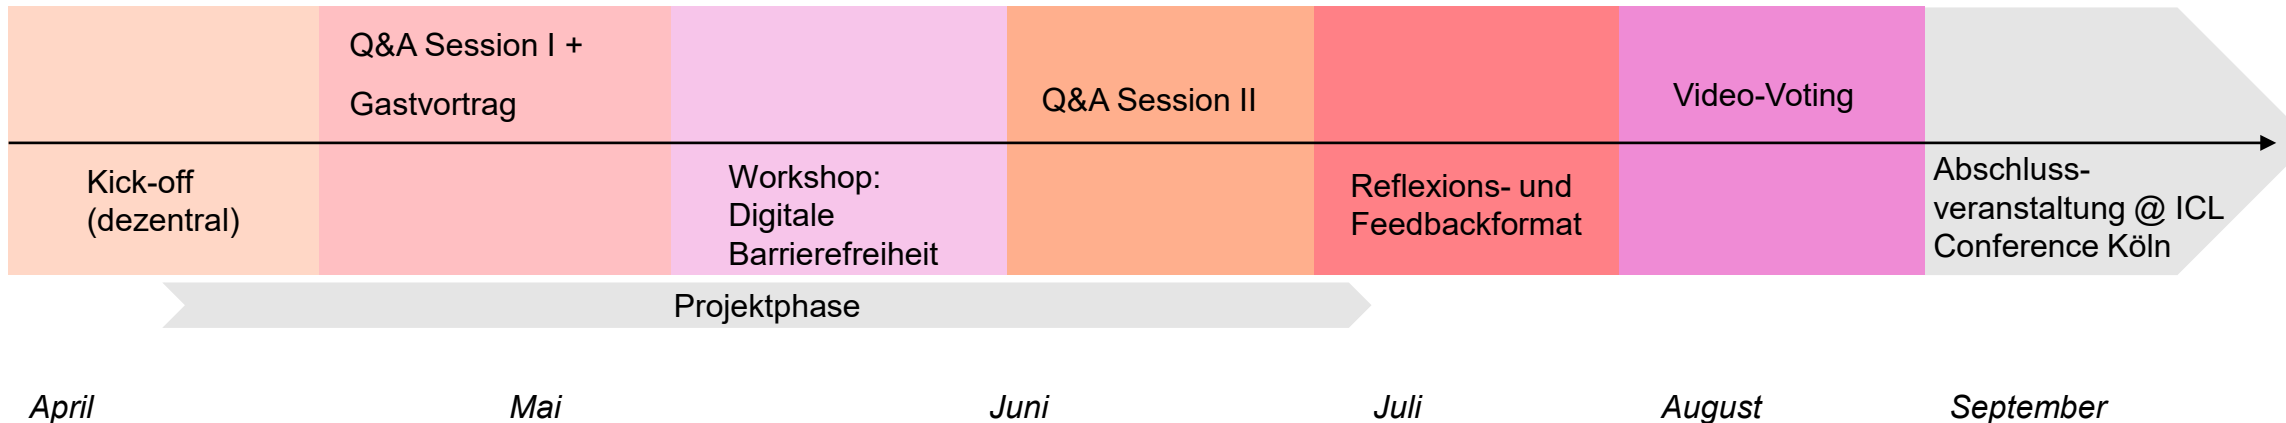 Q&A Session I +
Gastvortrag
Q&A Session II
Video-Voting
Kick-off
(dezentral)
Workshop:
Digitale
Barrierefreiheit
Reflexions- und
Feedbackformat
Abschluss-
veranstaltung @ ICL
Conference Köln
Projektphase
April
Mai
Juni
Juli
August
September